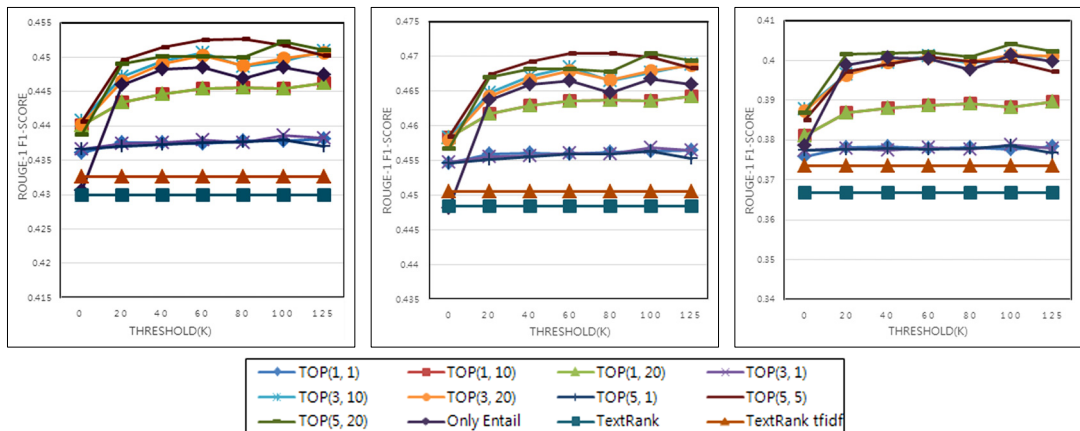 ROUGE-1 F1-SCORE
0.455
0.45
0.445
0.44
0.435
0.43
0.425
0.42
0.415
0 20 40 60 80 100 125
THRESHOLD(K)
ROUGE-1 F1-SCORE
0.48
0.475
0.47
0.465
0.46
0.455
0.45
0.445
0.44
0.435
0 20 40 60 80 100 125
THRESHOLD(K)
ROUGE-1 F1-SCORE
0.41
0.4
0.39
0.38
0.37
0.36
0.35
0.34
0 20 40 60 80 100 125
THRESHOLD(K)
TOP(1, 1) TOP(1, 10) TOP(1, 20) TOP(3, 1)
TOP(3, 10) TOP(3, 20) TOP(5, 1) TOP(5, 5)
TOP(5, 20) Only Entail TextRank TextRank tfidf